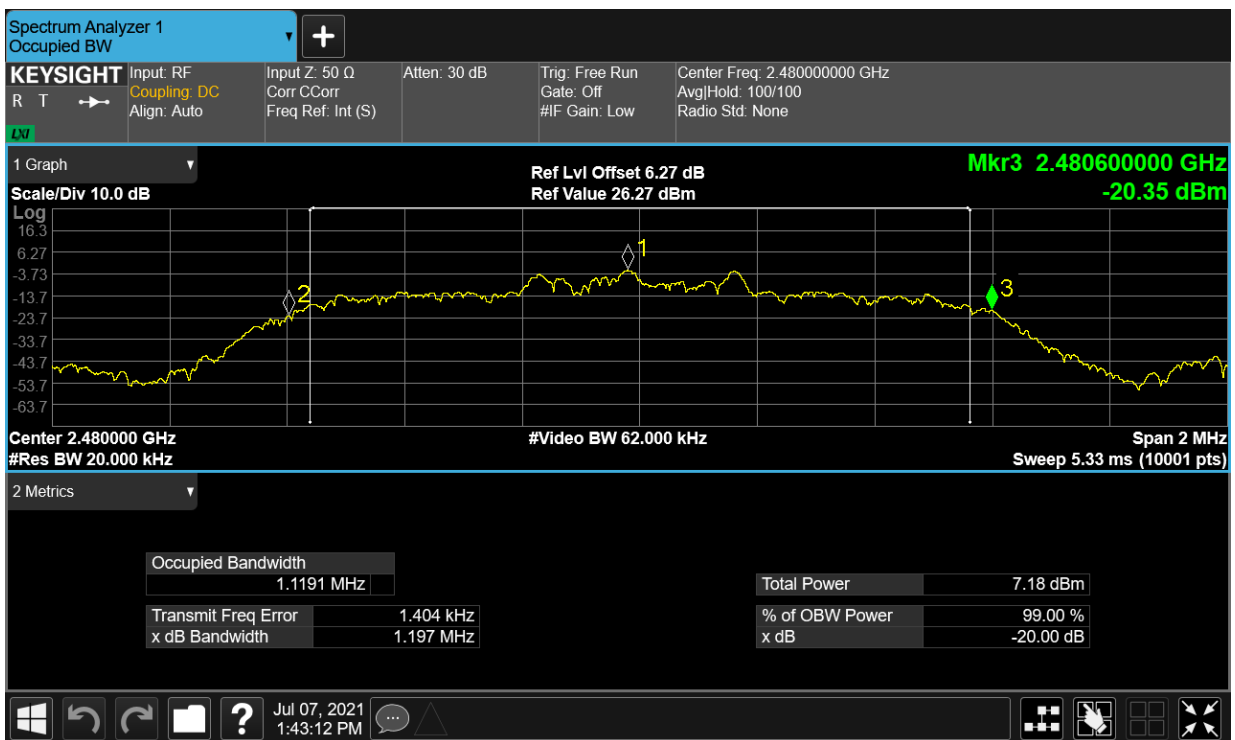 Spectrum Analyzer 1
Occupied BW
+
KEYSIGHT
R T
LXI
Input: RF
Coupling: DC
Align: Auto
Input Z: 50 Ω
Corr CCorr
Freq Ref: Int (S)
Atten: 30 dB
Trig: Free Run
Gate: Off
#IF Gain: Low
Center Freq: 2.480000000 GHz
Avg|Hold: 100/100
Radio Std: None
1 Graph
Scale/Div 10.0 dB
Ref Lvl Offset 6.27 dB
Ref Value 26.27 dBm
Mkr3 2.480600000 GHz
-20.35 dBm
Log
16.3
6.27
-3.73
-13.7
-23.7
-33.7
-43.7
-53.7
-63.7
1
2
3
Center 2.480000 GHz
#Video BW 62.000 kHz
Span 2 MHz
#Res BW 20.000 kHz
Sweep 5.33 ms (10001 pts)
2 Metrics
Occupied Bandwidth
1.1191 MHz
Total Power 7.18 dBm
Transmit Freq Error 1.404 kHz
% of OBW Power 99.00 %
x dB Bandwidth 1.197 MHz
x dB -20.00 dB
?
Jul 07, 2021
1:43:12 PM